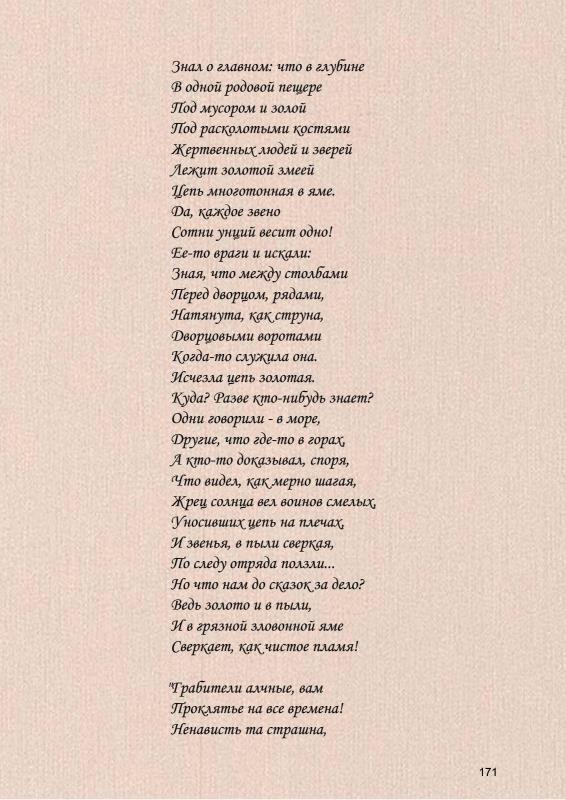 Знал о главном: что в глубине
В одной родовой пещере
Под мусором и золой
Под расколотыми костями
Жертвенных людей и зверей
Лежит золотой змеей
Цепь многотонная в яме.
Да, каждое звено
Сотни унций весит одно!
Ее-то враги и искали:
Зная, что между столбами
Перед дворцом, рядами,
Натянута, как струна,
Дворцовыми воротами
Когда-то служила она.
Исчезла цепь золотая.
Куда? Разве кто-нибудь знает?
Одни говорили - в море,
Другие, что где-то в горах,
А кто-то доказывал, споря,
Что видел, как мерно шагая,
Жрец солнца вел воинов смелых,
Уносивших цепь на плечах,
И звенья, в пыли сверкая,
По следу отряда ползли...
Но что нам до сказок за дело?
Ведь золото и в пыли,
И в грязной зловонной яме
Сверкает, как чистое пламя!
"Грабители алчные, вам
Проклятье на все времена!
Ненависть та страшна,
171